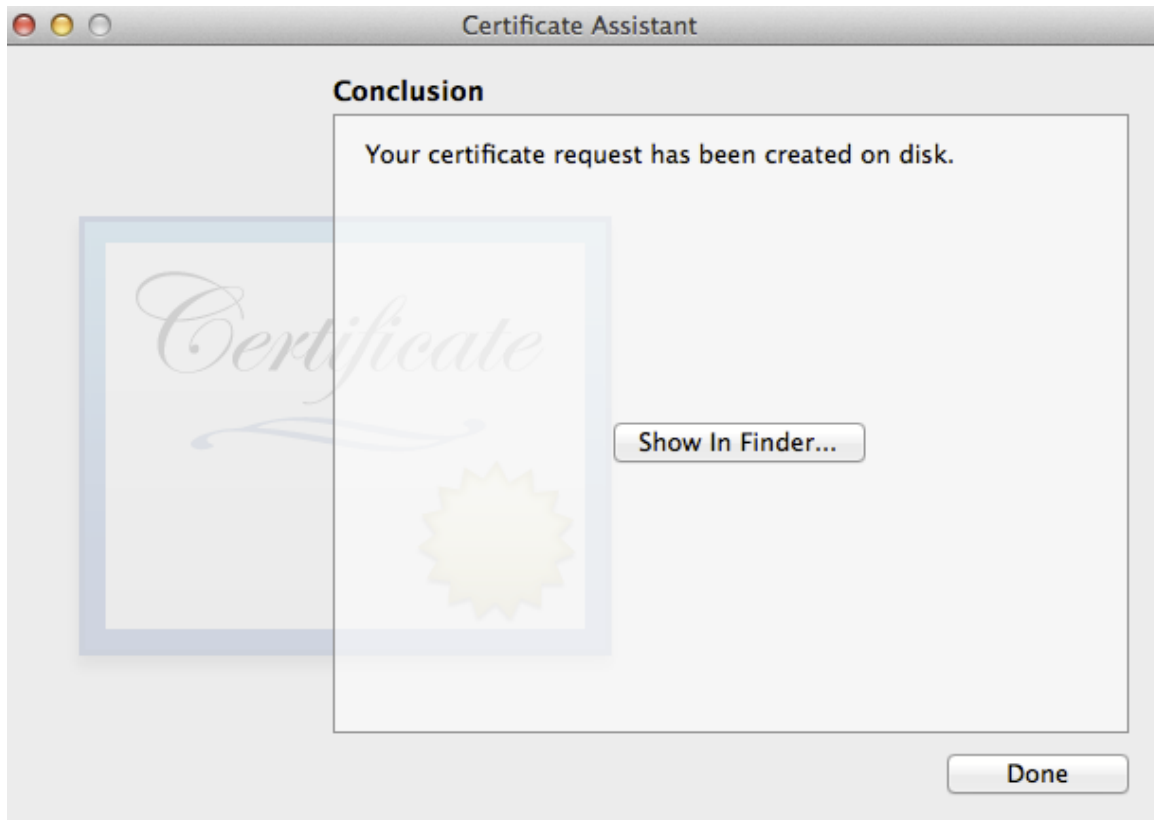 Certificate Assistant
Conclusion
Your certificate request has been created on disk.
Certificate
Show In Finder...
Done